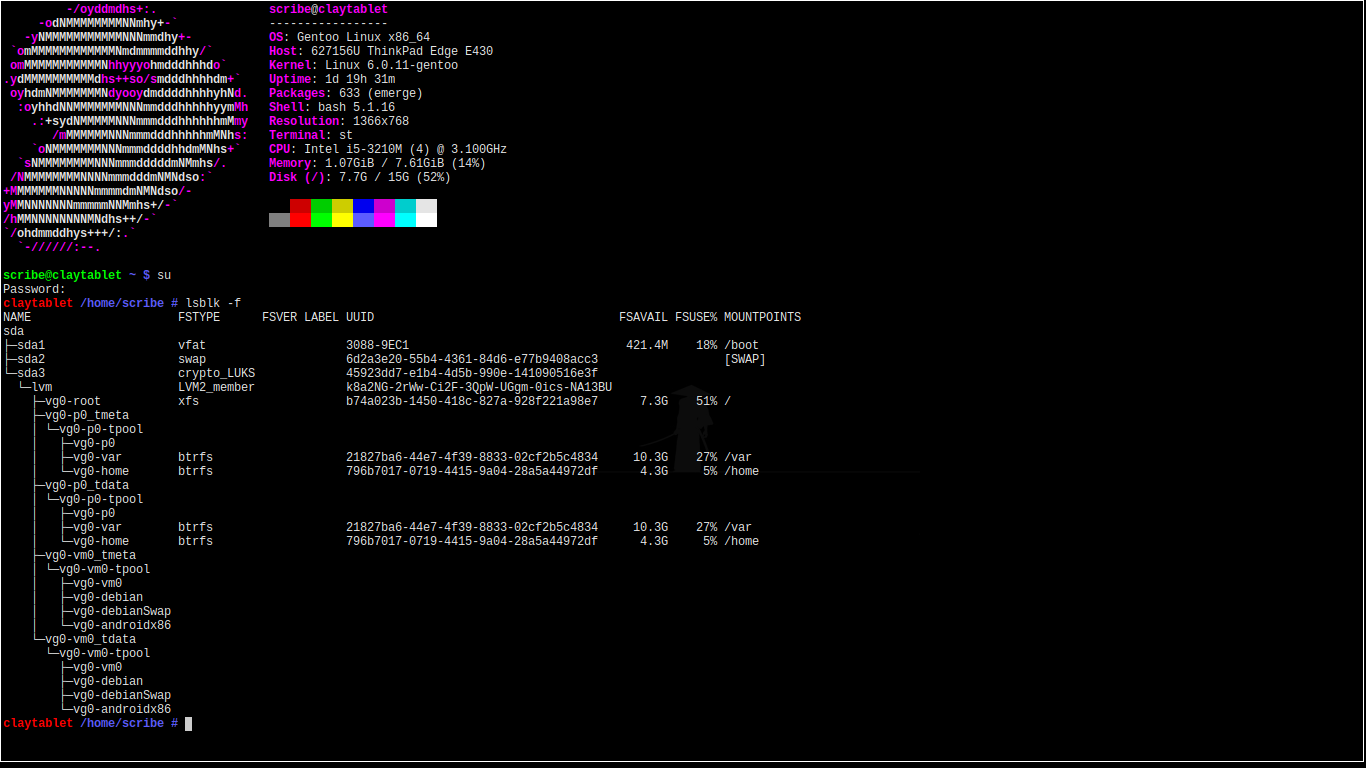 -/oyddmdhs+:.                scribe@claytablet
     -odNMMMMMMMMNNmhy+-`             -----------------
   -yNMMMMMMMMMMMNNNmmdhy+-           OS: Gentoo Linux x86_64
 `omMMMMMMMMMMMMNmdmmmmddhhy/`        Host: 627156U ThinkPad Edge E430
 omMMMMMMMMMMMNhhyyyohmdddhhhdo`      Kernel: Linux 6.0.11-gentoo
.ydMMMMMMMMMMdhs++so/smdddhhhhdm+`    Uptime: 1d 19h 31m
 oyhdmNMMMMMMMNdyooydmddddhhhhyhNd.   Packages: 633 (emerge)
  :oyhhdNNMMMMMMMNNNmmdddhhhhhyymMh   Shell: bash 5.1.16
    .:+sydNMMMMMNNNmmmdddhhhhhhmMmy   Resolution: 1366x768
       /mMMMMMMNNNmmmdddhhhhhmMNhs:   Terminal: st
    `oNMMMMMMMNNNmmmddddhhdmMNhs+`    CPU: Intel i5-3210M (4) @ 3.100GHz
  `sNMMMMMMMMNNNmmmdddddmNMmhs/.      Memory: 1.07GiB / 7.61GiB (14%)
 /NMMMMMMMMNNNNmmmdddmNMNdso:`        Disk (/): 7.7G / 15G (52%)
+MMMMMMMNNNNNmmmmdmNMNdso/-
yMMNNNNNNNmmmmmNNMmhs+/-`
/hMMNNNNNNNNMNdhs++/-`
`/ohdmmddhys+++/:.`
  `-//////:--.
scribe@claytablet ~ $ su
Password:
claytablet /home/scribe # lsblk -f
NAME                     FSTYPE      FSVER LABEL UUID                                   FSAVAIL FSUSE% MOUNTPOINTS
sda
├─sda1                   vfat                    3088-9EC1                               421.4M    18% /boot
├─sda2                   swap                    6d2a3e20-55b4-4361-84d6-e77b9408acc3                  [SWAP]
└─sda3                   crypto_LUKS             45923dd7-e1b4-4d5b-990e-141090516e3f
  └─lvm                  LVM2_member             k8a2NG-2rWw-Ci2F-3QpW-UGgm-0ics-NA13BU
    ├─vg0-root           xfs                     b74a023b-1450-418c-827a-928f221a98e7      7.3G    51% /
    ├─vg0-p0_tmeta
    │ └─vg0-p0-tpool
    │   ├─vg0-p0
    │   ├─vg0-var        btrfs                   21827ba6-44e7-4f39-8833-02cf2b5c4834     10.3G    27% /var
    │   └─vg0-home       btrfs                   796b7017-0719-4415-9a04-28a5a44972df      4.3G     5% /home
    ├─vg0-p0_tdata
    │ └─vg0-p0-tpool
    │   ├─vg0-p0
    │   ├─vg0-var        btrfs                   21827ba6-44e7-4f39-8833-02cf2b5c4834     10.3G    27% /var
    │   └─vg0-home       btrfs                   796b7017-0719-4415-9a04-28a5a44972df      4.3G     5% /home
    ├─vg0-vm0_tmeta
    │ └─vg0-vm0-tpool
    │   ├─vg0-vm0
    │   ├─vg0-debian
    │   ├─vg0-debianSwap
    │   └─vg0-androidx86
    └─vg0-vm0_tdata
      └─vg0-vm0-tpool
        ├─vg0-vm0
        ├─vg0-debian
        ├─vg0-debianSwap
        └─vg0-androidx86
claytablet /home/scribe #